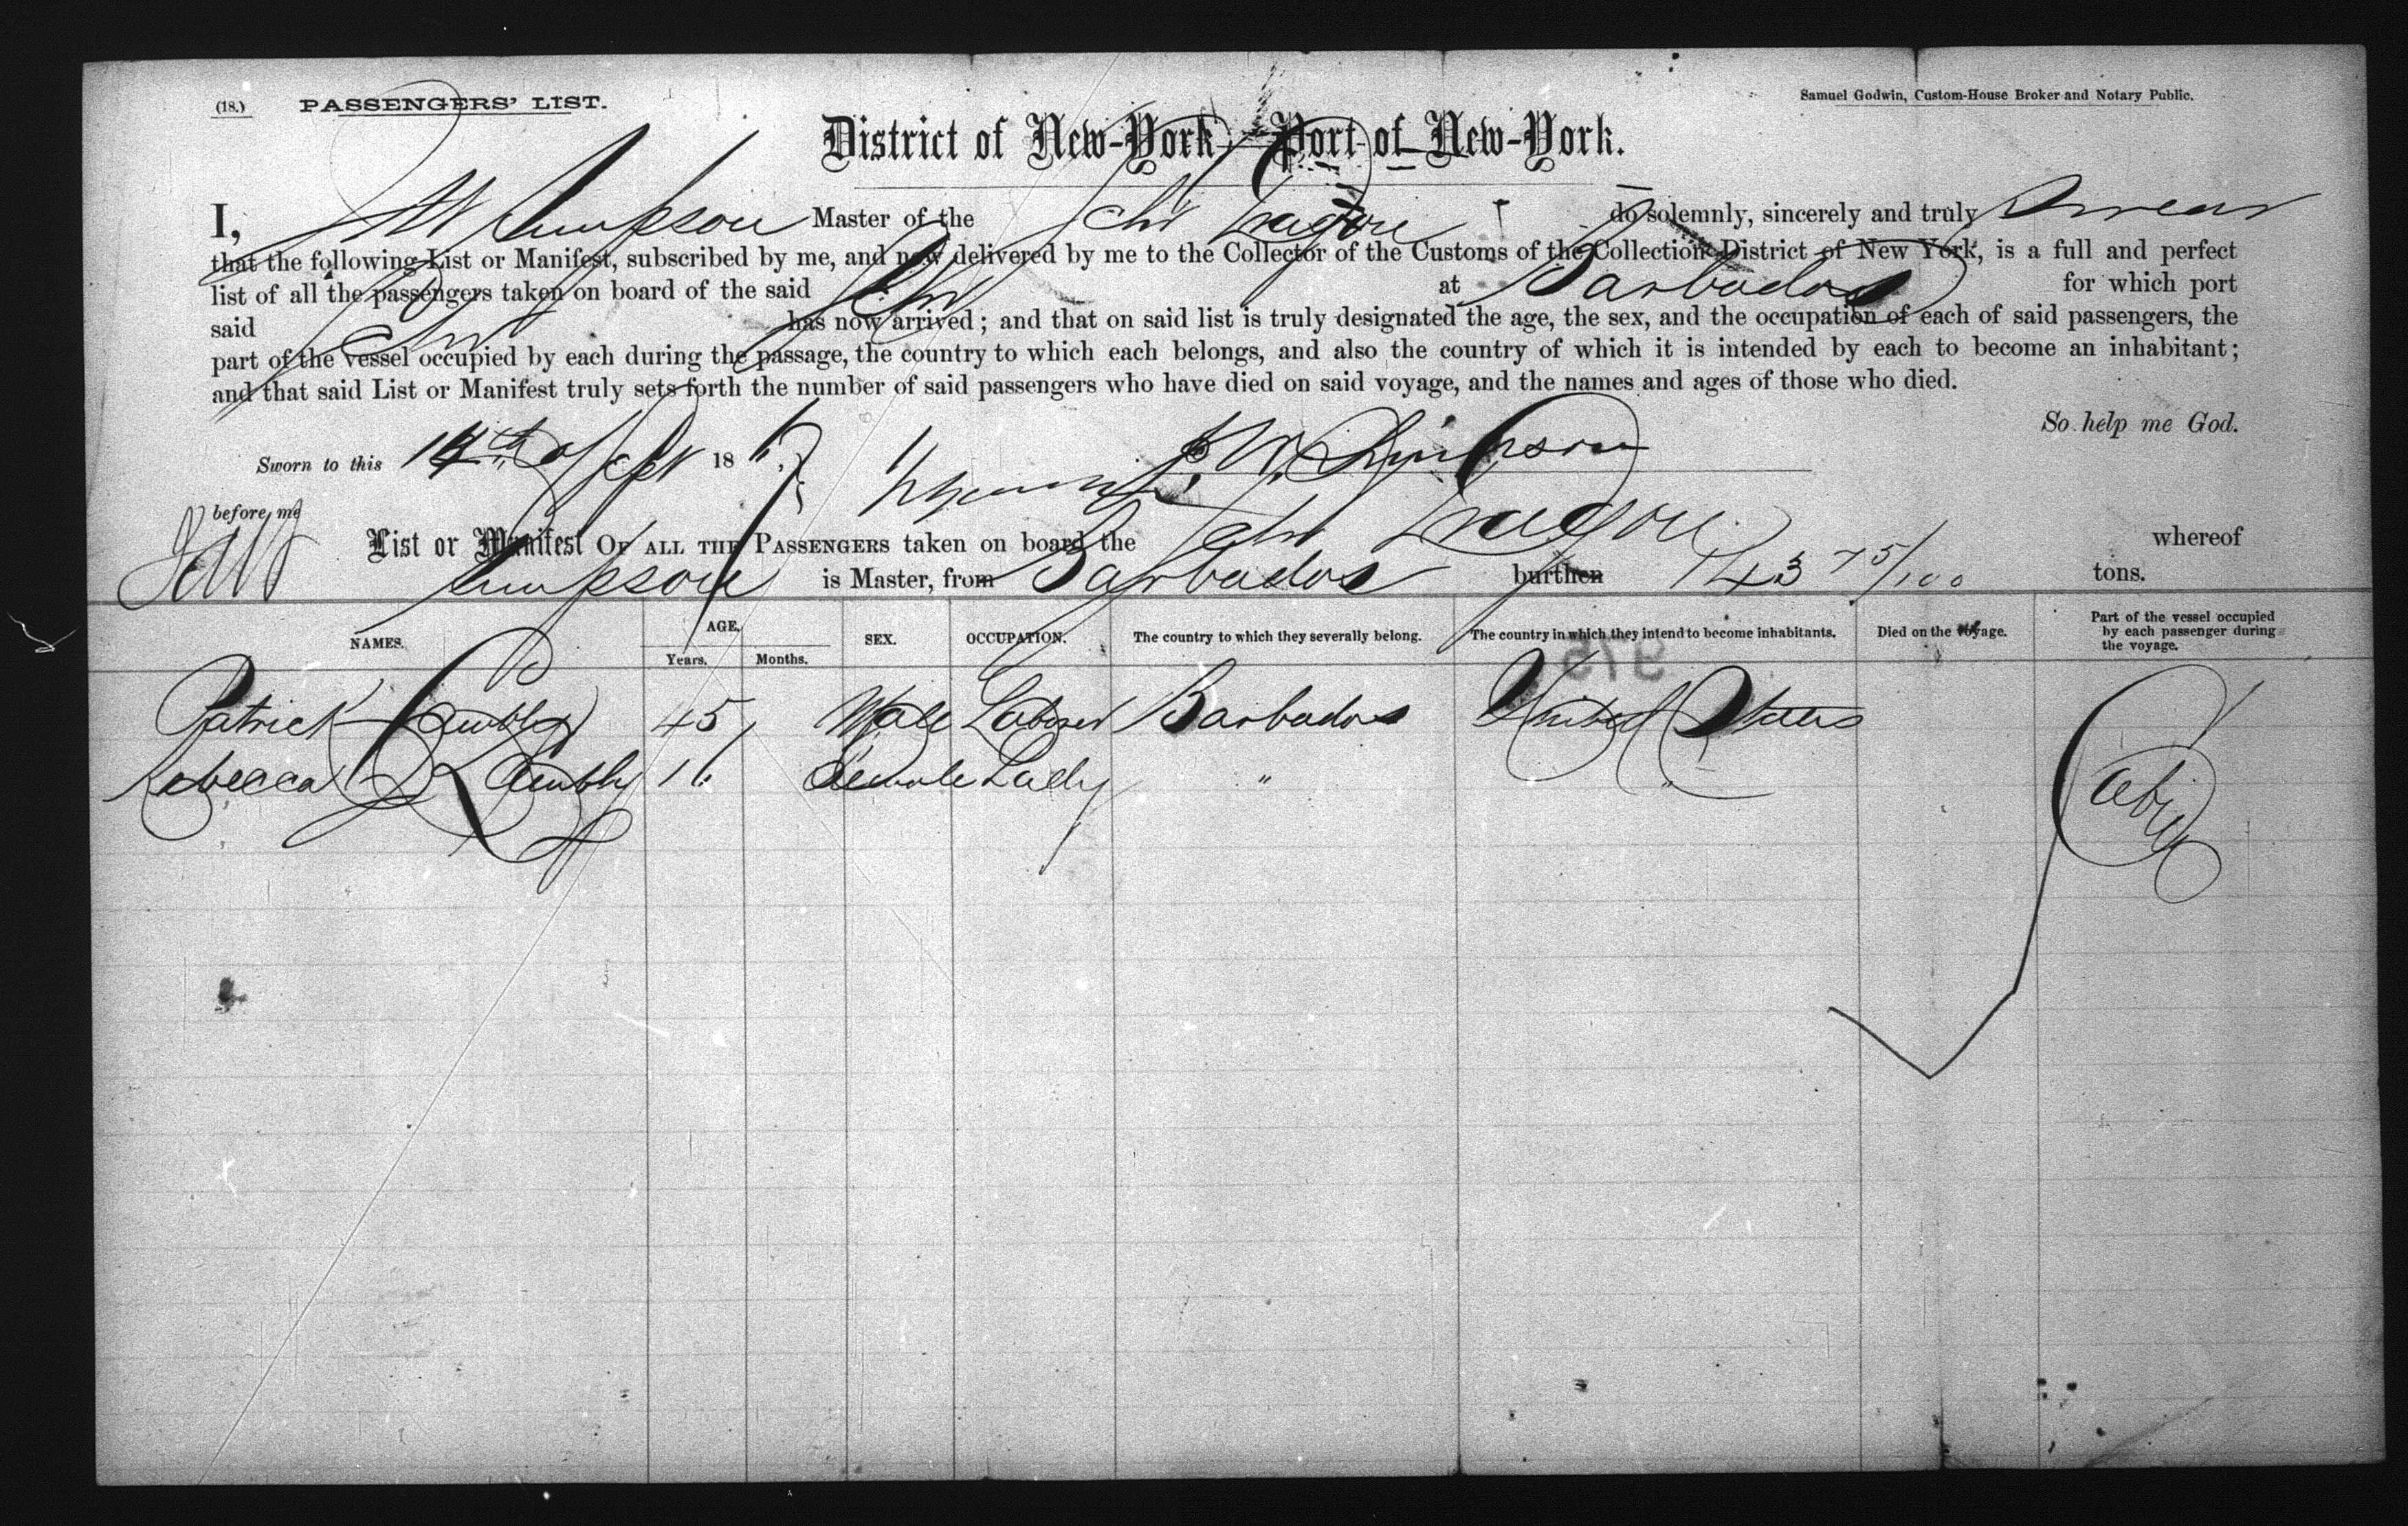 (18.) PASSENGERS' LIST.
Samuel Godwin, Custom-House Broker and Notary Public.
District of New-York—Port of New-York.
I, J W Simpson Master of the Schr do solemnly, sincerely and truly Swear
that the following List or Manifest, subscribed by me, and now delivered by me to the Collector of the Customs of the Collection District of New York, is a full and perfect
list of all the passengers taken on board of the said Schr at Barbados for which port
said Schr has now arrived; and that on said list is truly designated the age, the sex, and the occupation of each of said passengers, the
part of the vessel occupied by each during the passage, the country to which each belongs, and also the country of which it is intended by each to become an inhabitant;
and that said List or Manifest truly sets forth the number of said passengers who have died on said voyage, and the names and ages of those who died.
So help me God.
Sworn to this 14th Sept 186 J. W. Simpson
before me
List or Manifest OF ALL THE PASSENGERS taken on board the Schr whereof
J W Simpson is Master, from Barbados burthen 143 75/100 tons.
NAMES. AGE. Years. Months. SEX. OCCUPATION. The country to which they severally belong. The country in which they intend to become inhabitants. Died on the voyage. Part of the vessel occupied by each passenger during the voyage.
Patrick 45 Male Laborer Barbados United States Cabin
Rebecca Female Lady " "